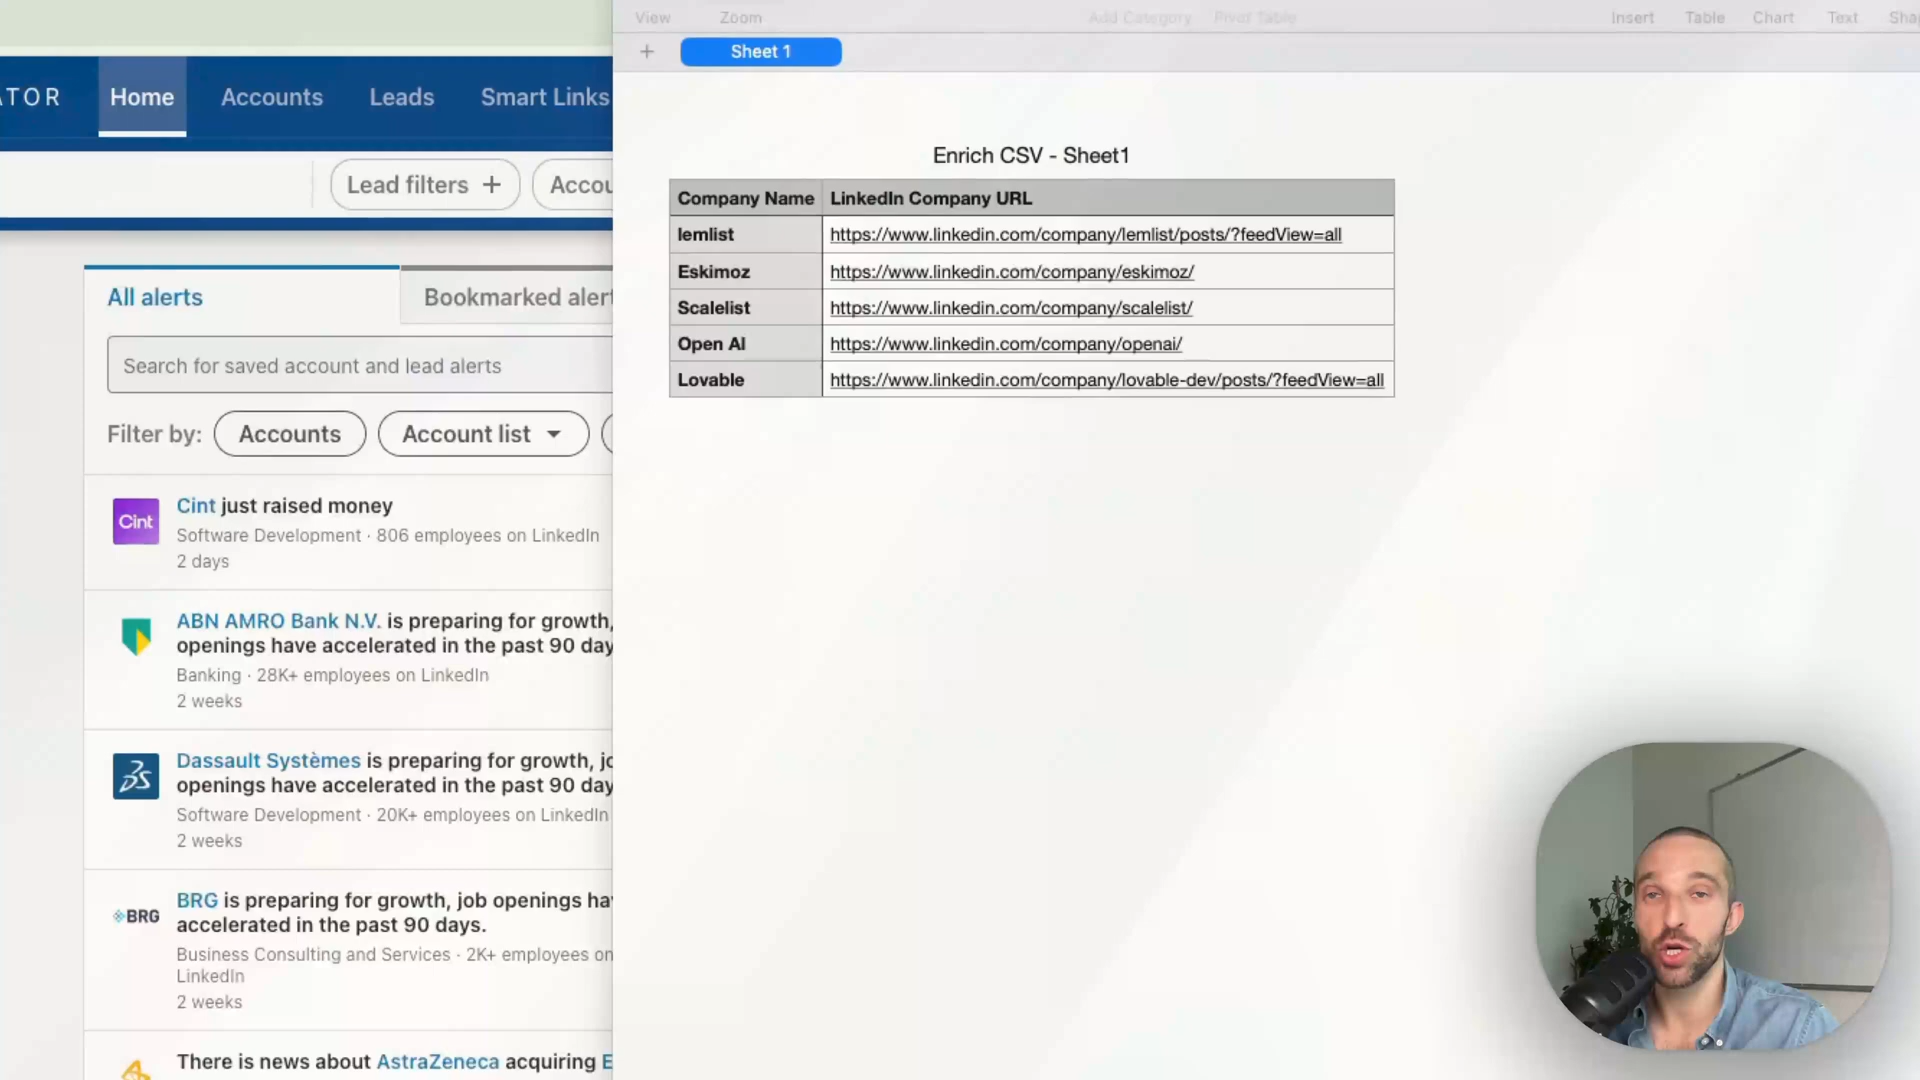 ATOR
Home
Accounts
Leads
Smart Links
Lead filters +
Accou
All alerts
Bookmarked alert
Search for saved account and lead alerts
Filter by:
Accounts
Account list
Cint
Cint just raised money
Software Development · 806 employees on LinkedIn
2 days
ABN AMRO Bank N.V. is preparing for growth,
openings have accelerated in the past 90 day
Banking · 28K+ employees on LinkedIn
2 weeks
Dassault Systèmes is preparing for growth, jo
openings have accelerated in the past 90 day
Software Development · 20K+ employees on LinkedIn
2 weeks
BRG
BRG is preparing for growth, job openings ha
accelerated in the past 90 days.
Business Consulting and Services · 2K+ employees on
LinkedIn
2 weeks
There is news about AstraZeneca acquiring E
View
Zoom
Add Category
Pivot Table
Insert
Table
Chart
Text
Sha
+
Sheet 1
Enrich CSV - Sheet1
Company Name LinkedIn Company URL
lemlist https://www.linkedin.com/company/lemlist/posts/?feedView=all
Eskimoz https://www.linkedin.com/company/eskimoz/
Scalelist https://www.linkedin.com/company/scalelist/
Open AI https://www.linkedin.com/company/openai/
Lovable https://www.linkedin.com/company/lovable-dev/posts/?feedView=all